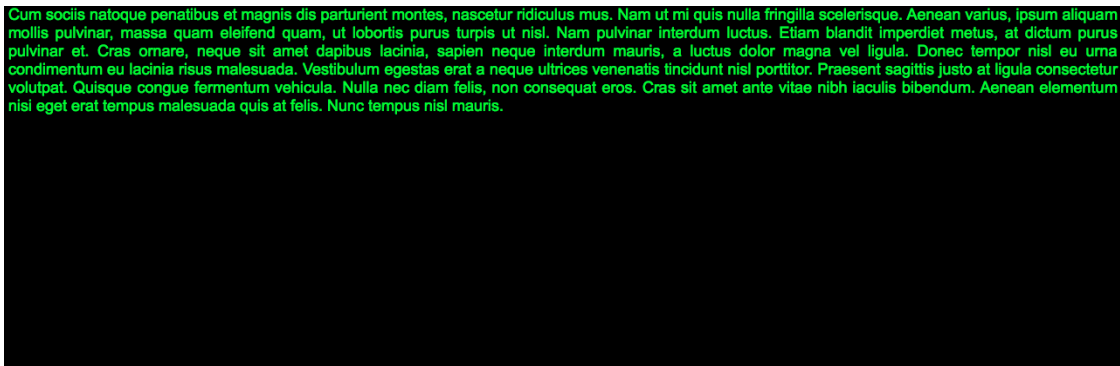 Cum sociis natoque penatibus et magnis dis parturient montes, nascetur ridiculus mus. Nam ut mi quis nulla fringilla scelerisque. Aenean varius, ipsum aliquam
mollis pulvinar, massa quam eleifend quam, ut lobortis purus turpis ut nisl. Nam pulvinar interdum luctus. Etiam blandit imperdiet metus, at dictum purus
pulvinar et. Cras ornare, neque sit amet dapibus lacinia, sapien neque interdum mauris, a luctus dolor magna vel ligula. Donec tempor nisl eu urna
condimentum eu lacinia risus malesuada. Vestibulum egestas erat a neque ultrices venenatis tincidunt nisl porttitor. Praesent sagittis justo at ligula consectetur
volutpat. Quisque congue fermentum vehicula. Nulla nec diam felis, non consequat eros. Cras sit amet ante vitae nibh iaculis bibendum. Aenean elementum
nisi eget erat tempus malesuada quis at felis. Nunc tempus nisl mauris.